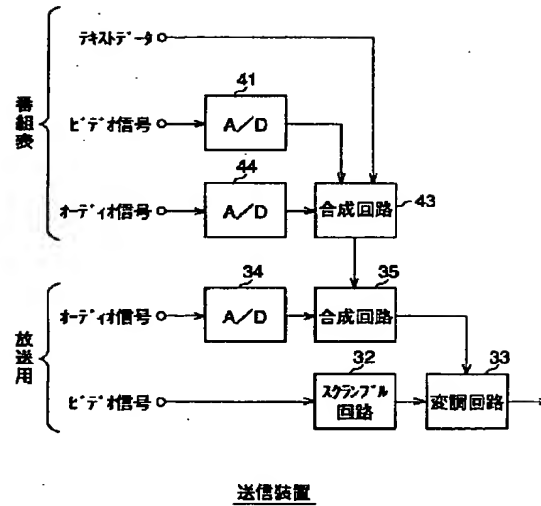 番組表
テキストデータ
ビデオ信号
41
A/D
オーディオ信号
44
A/D
合成回路
43
放送用
オーディオ信号
34
A/D
35
合成回路
ビデオ信号
32
スクランブル
回路
33
変調回路
送信装置